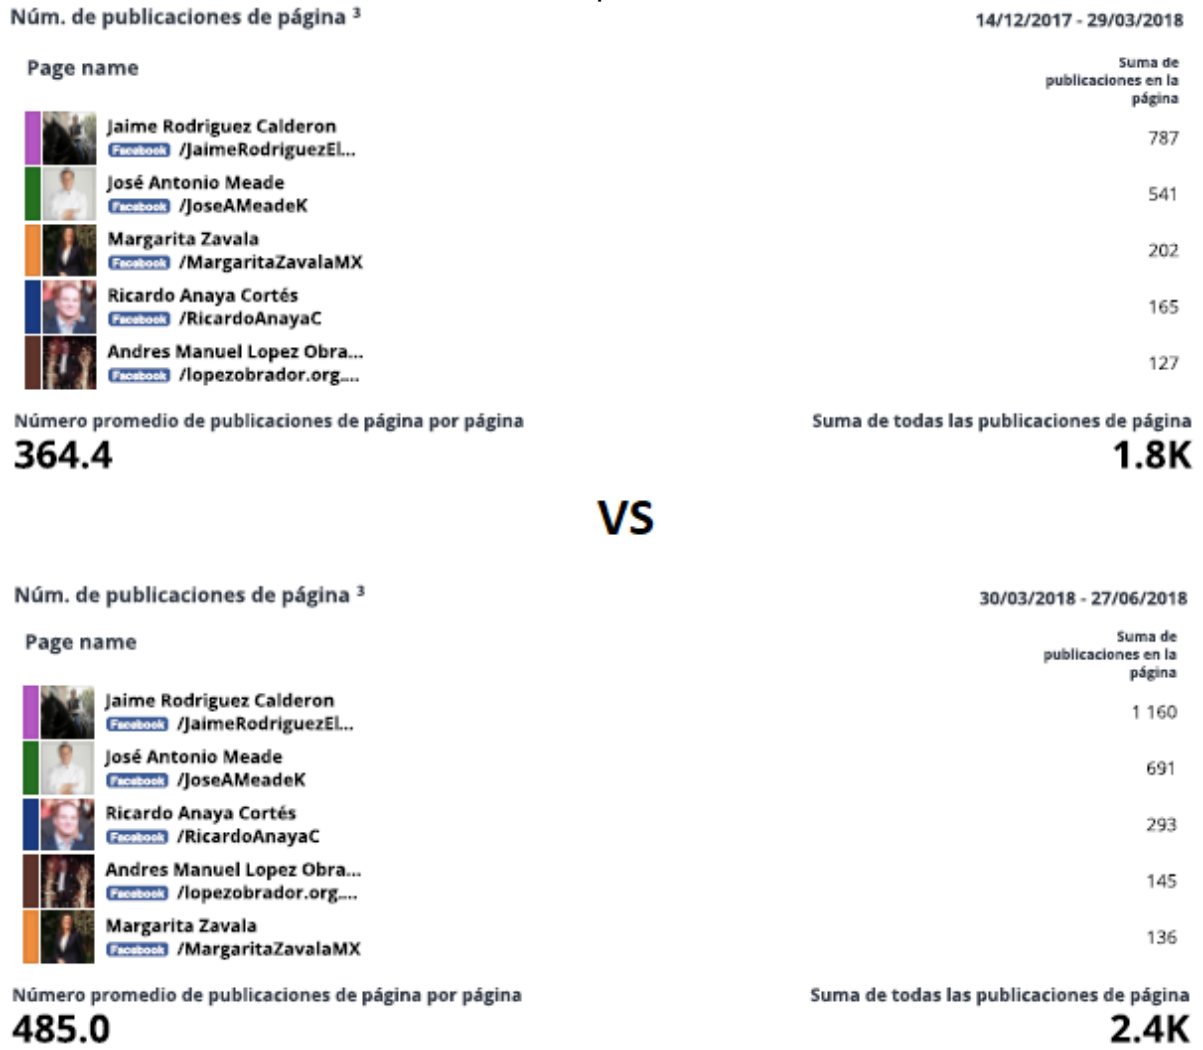 Núm. de publicaciones de página ³
14/12/2017 - 29/03/2018
Page name
Suma de
publicaciones en la
página
Jaime Rodriguez Calderon
Facebook /JaimeRodriguezEl...
787
José Antonio Meade
Facebook /JoseAMeadeK
541
Margarita Zavala
Facebook /MargaritaZavalaMX
202
Ricardo Anaya Cortés
Facebook /RicardoAnayaC
165
Andres Manuel Lopez Obra...
Facebook /lopezobrador.org....
127
Número promedio de publicaciones de página por página
364.4
Suma de todas las publicaciones de página
1.8K
VS
Núm. de publicaciones de página ³
30/03/2018 - 27/06/2018
Page name
Suma de
publicaciones en la
página
Jaime Rodriguez Calderon
Facebook /JaimeRodriguezEl...
1 160
José Antonio Meade
Facebook /JoseAMeadeK
691
Ricardo Anaya Cortés
Facebook /RicardoAnayaC
293
Andres Manuel Lopez Obra...
Facebook /lopezobrador.org....
145
Margarita Zavala
Facebook /MargaritaZavalaMX
136
Número promedio de publicaciones de página por página
485.0
Suma de todas las publicaciones de página
2.4K